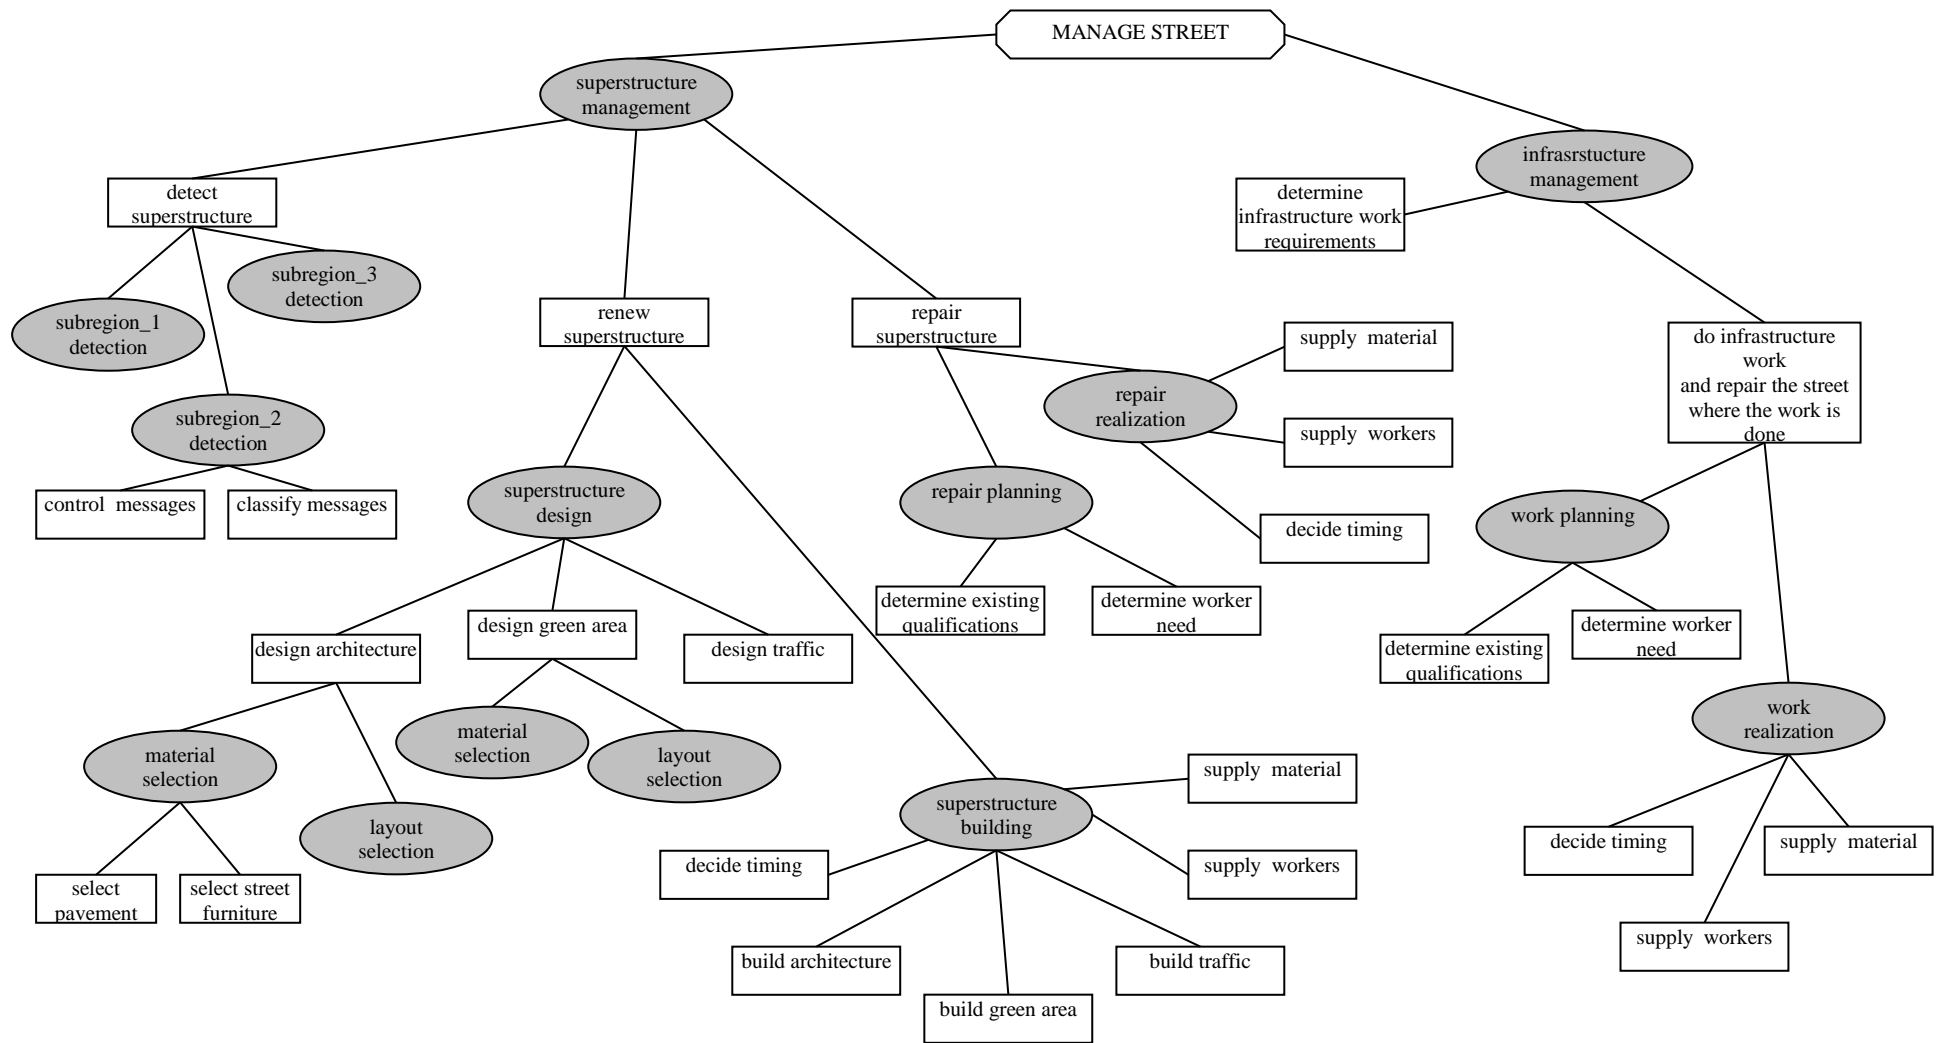 MANAGE STREET
superstructure
management
infrasrstucture
management
detect
superstructure
determine
infrastructure work
requirements
subregion_3
detection
subregion_1
detection
renew
superstructure
repair
superstructure
supply material
do infrastructure
work
and repair the street
where the work is
done
repair
realization
subregion_2
detection
supply workers
control messages
classify messages
superstructure
design
repair planning
decide timing
work planning
determine existing
qualifications
determine worker
need
design architecture
design green area
design traffic
determine existing
qualifications
determine worker
need
work
realization
material
selection
material
selection
layout
selection
layout
selection
supply material
superstructure
building
select
pavement
select street
furniture
decide timing
supply workers
decide timing
supply material
supply workers
build architecture
build traffic
build green area